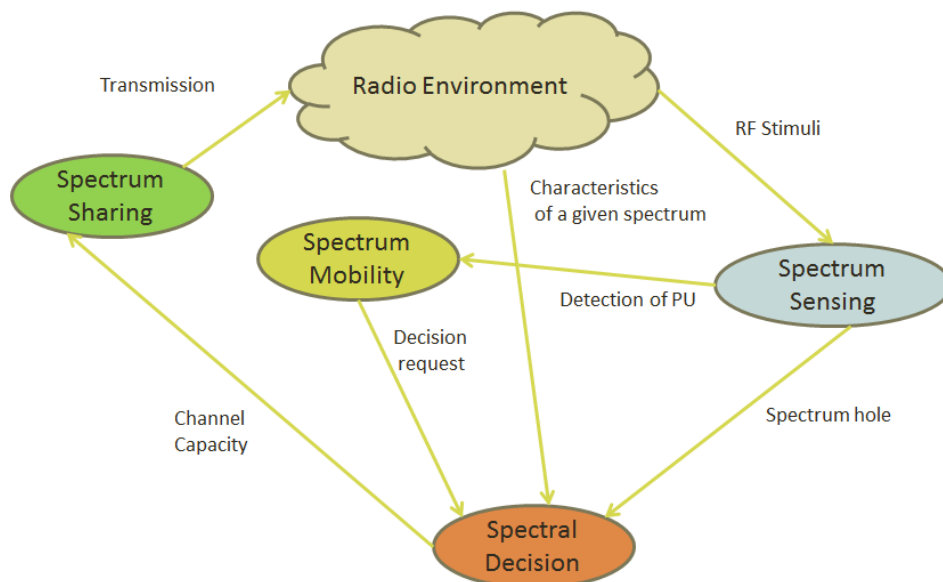 Radio Environment
Transmission
RF Stimuli
Spectrum
Sharing
Characteristics
of a given spectrum
Spectrum
Mobility
Spectrum
Sensing
Detection of PU
Decision
request
Channel
Capacity
Spectrum hole
Spectral
Decision